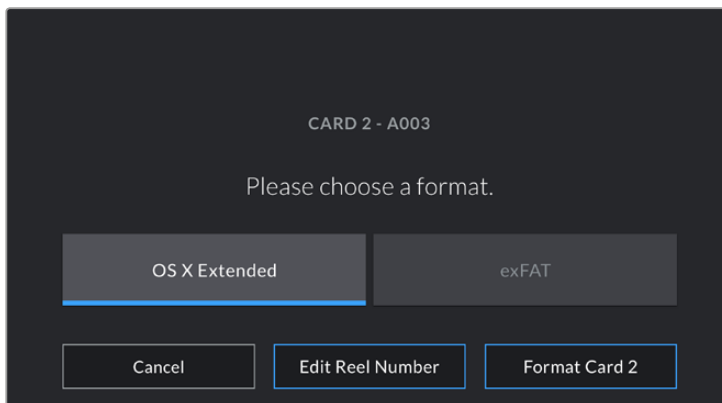 CARD 2 - A003
Please choose a format.
OS X Extended
exFAT
Cancel
Edit Reel Number
Format Card 2